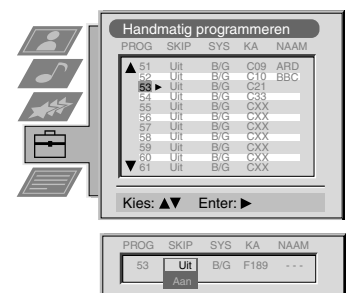 Handmatig programmeren
PROG SKIP SYS KA NAAM
51 Uit B/G C09 ARD
52 Uit B/G C10 BBC
53 Uit B/G C21
54 Uit B/G C33
55 Uit B/G CXX
56 Uit B/G CXX
57 Uit B/G CXX
58 Uit B/G CXX
59 Uit B/G CXX
60 Uit B/G CXX
61 Uit B/G CXX
Kies: ▲▼ Enter: ►
PROG SKIP SYS KA NAAM
53 Uit B/G F189 - - -
Aan